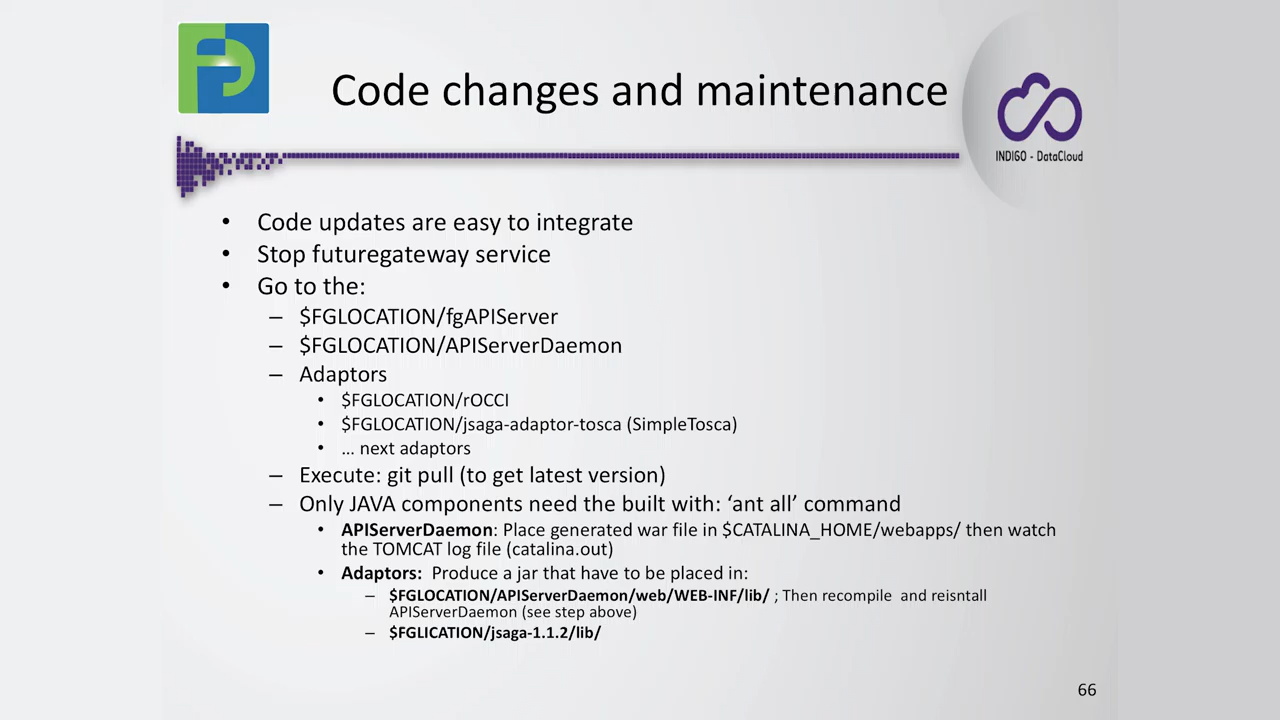 Code changes and maintenance
INDIGO - DataCloud
• Code updates are easy to integrate
• Stop futuregateway service
• Go to the:
– $FGLOCATION/fgAPIServer
– $FGLOCATION/APIServerDaemon
– Adaptors
• $FGLOCATION/rOCCI
• $FGLOCATION/jsaga-adaptor-tosca (SimpleTosca)
• … next adaptors
– Execute: git pull (to get latest version)
– Only JAVA components need the built with: ‘ant all’ command
• APIServerDaemon: Place generated war file in $CATALINA_HOME/webapps/ then watch
the TOMCAT log file (catalina.out)
• Adaptors: Produce a jar that have to be placed in:
– $FGLOCATION/APIServerDaemon/web/WEB-INF/lib/ ; Then recompile and reisntall
APIServerDaemon (see step above)
– $FGLICATION/jsaga-1.1.2/lib/
66